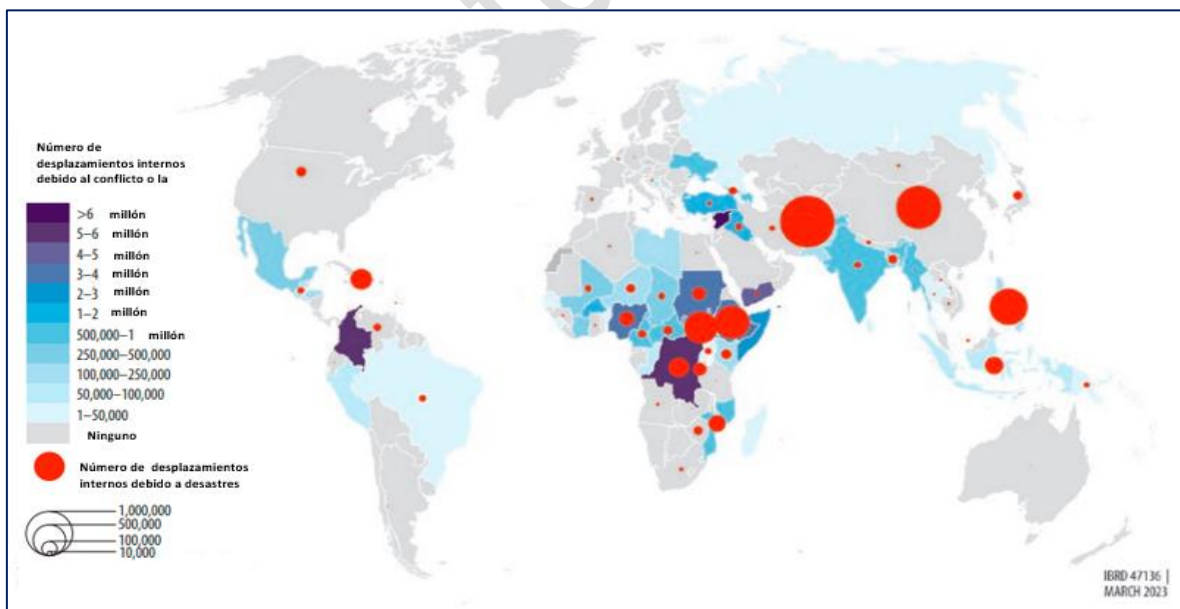 Número de
desplazamientos internos
debido al conflicto o la
>6 millón
5–6 millón
4–5 millón
3–4 millón
2–3 millón
1–2 millón
500,000–1 millón
250,000–500,000
100,000–250,000
50,000–100,000
1–50,000
Ninguno
Número de desplazamientos
internos debido a desastres
1,000,000
500,000
100,000
10,000
IBRD 47136 |
MARCH 2023